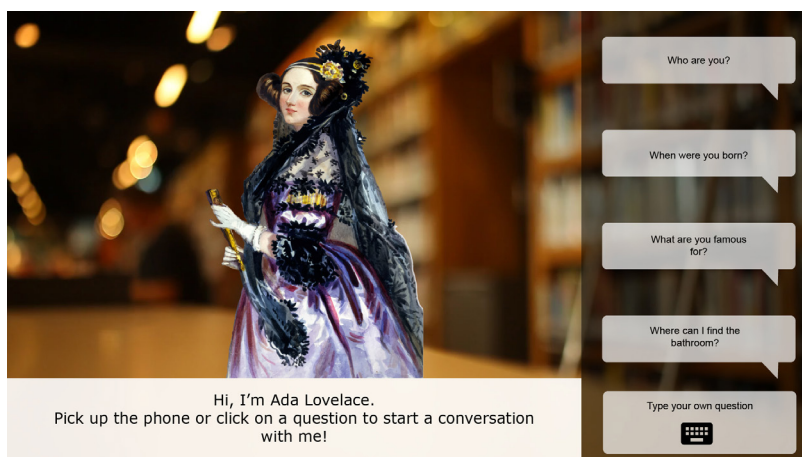 Who are you?
When were you born?
What are you famous
for?
Where can I find the
bathroom?
Type your own question
Hi, I’m Ada Lovelace.
Pick up the phone or click on a question to start a conversation
with me!